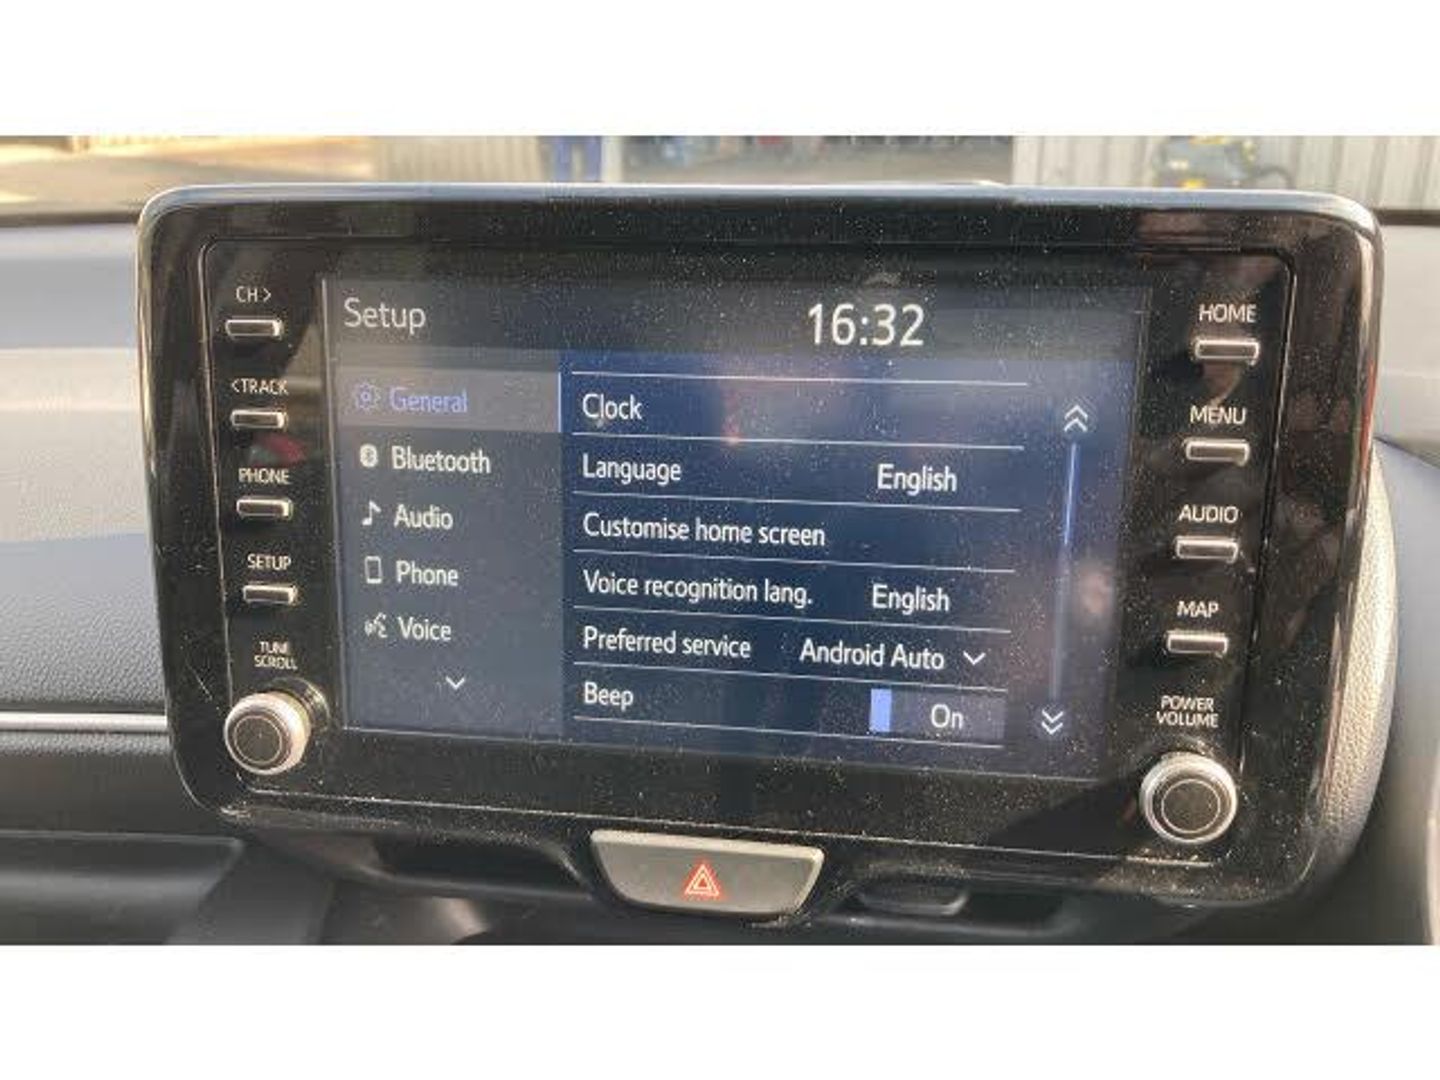 CH >
<TRACK
PHONE
SETUP
TUNE
SCROLL
Setup
16:32
General
Bluetooth
Audio
Phone
Voice
Clock
Language English
Customise home screen
Voice recognition lang. English
Preferred service Android Auto
Beep On
HOME
MENU
AUDIO
MAP
POWER
VOLUME